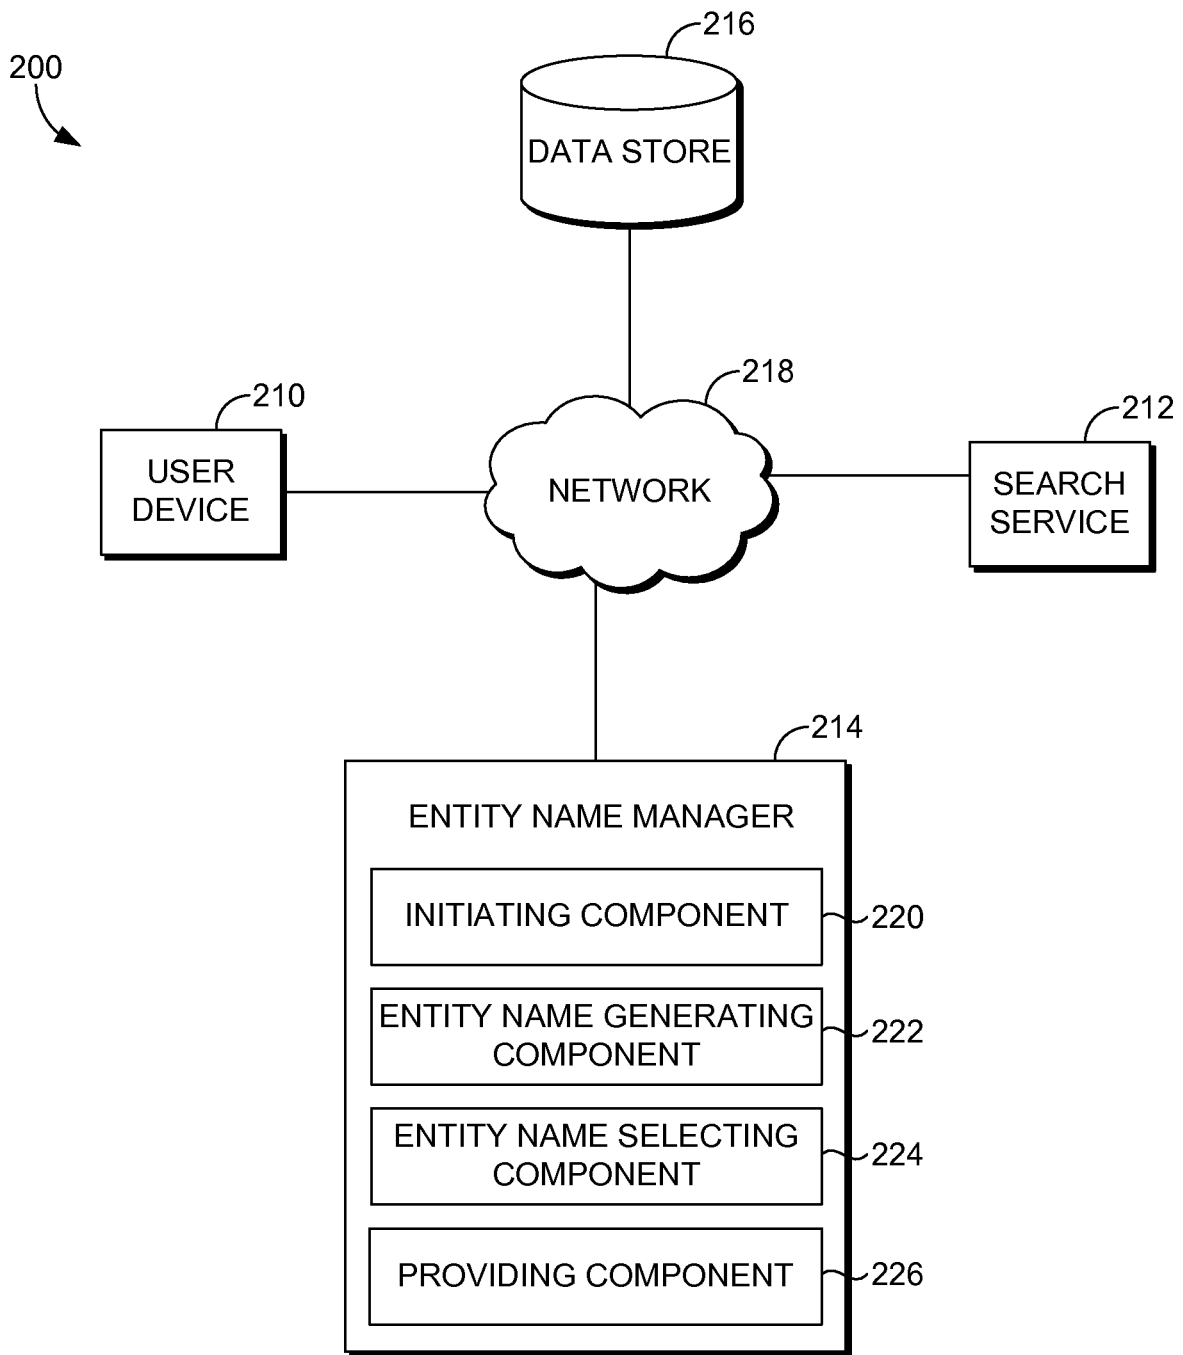 216
200
DATA STORE
218
210
212
USER
DEVICE
NETWORK
SEARCH
SERVICE
214
ENTITY NAME MANAGER
INITIATING COMPONENT
220
ENTITY NAME GENERATING
COMPONENT
222
ENTITY NAME SELECTING
COMPONENT
224
PROVIDING COMPONENT
226